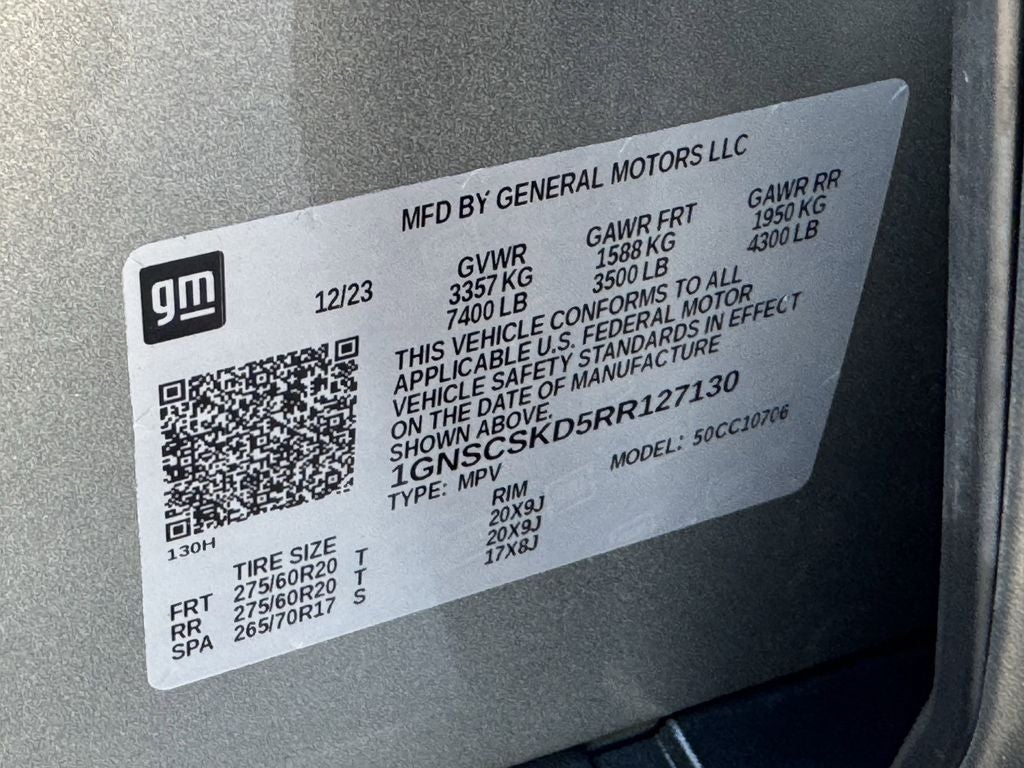 MFD BY GENERAL MOTORS LLC
gm
12/23
GVWR
3357 KG
7400 LB
GAWR FRT
1588 KG
3500 LB
GAWR RR
1950 KG
4300 LB
THIS VEHICLE CONFORMS TO ALL
APPLICABLE U.S. FEDERAL MOTOR
VEHICLE SAFETY STANDARDS IN EFFECT
ON THE DATE OF MANUFACTURE
SHOWN ABOVE.
1GNSCSKD5RR127130
TYPE: MPV
MODEL: 50CC10706
130H
TIRE SIZE
RIM
FRT 275/60R20 T 20X9J
RR 275/60R20 T 20X9J
SPA 265/70R17 S 17X8J